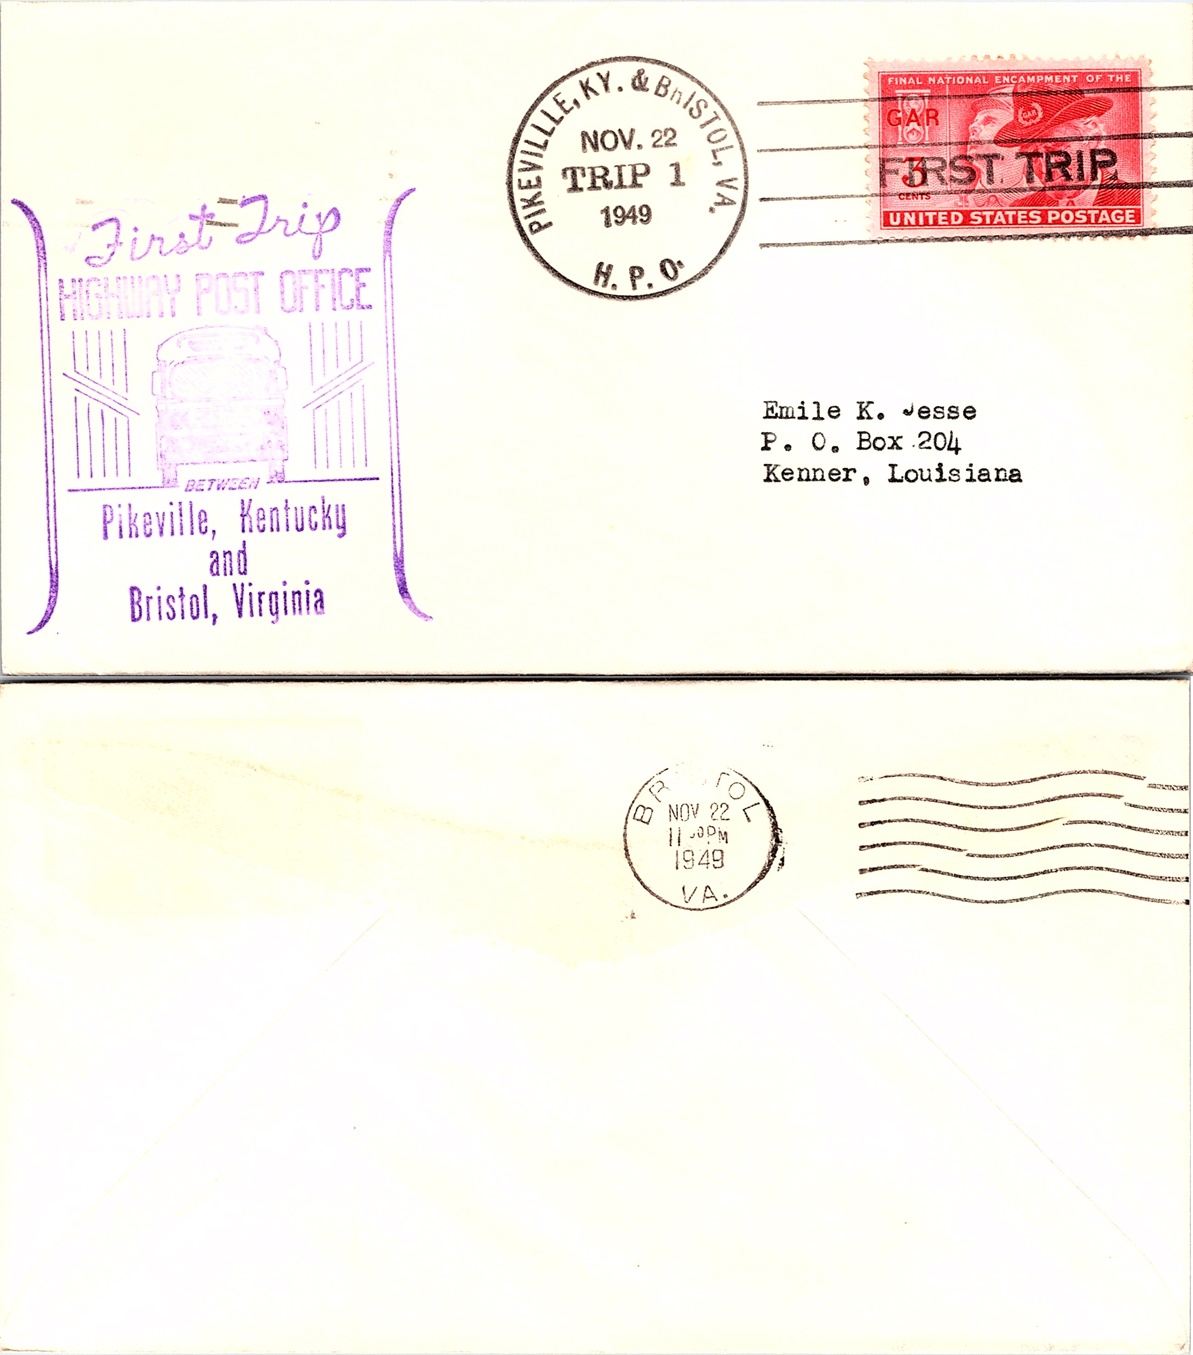 PIKEVILLLE, KY. & BrISTOL, VA.
NOV. 22
TRIP 1
1949
H. P. O.
FINAL NATIONAL ENCAMPMENT OF THE
GAR
GAR
3
CENTS
UNITED STATES POSTAGE
FIRST TRIP
First Trip
HIGHWAY POST OFFICE
BETWEEN
Pikeville, Kentucky
and
Bristol, Virginia
Emile K. Jesse
P. O. Box 204
Kenner, Louisiana
BRISTOL
NOV 22
PM
1949
VA.